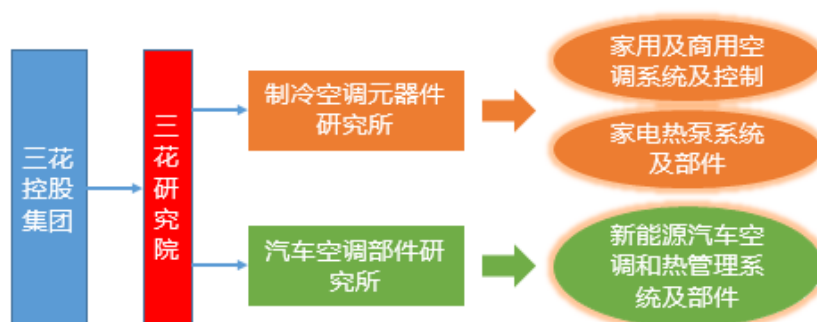 三花
控股
集团
三
花
研
究
院
制冷空调元器件
研究所
家用及商用空
调系统及控制
家电热泵系统
及部件
汽车空调部件研
究所
新能源汽车空
调和热管理系
统及部件